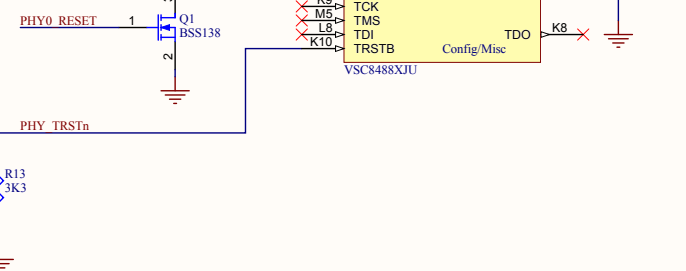 K9
TCK
PHY0_RESET
1
Q1
M5
TMS
BSS138
L8
TDI
TDO
K8
2
K10
TRSTB
Config/Misc
VSC8488XJU
PHY_TRSTn
R13
3K3